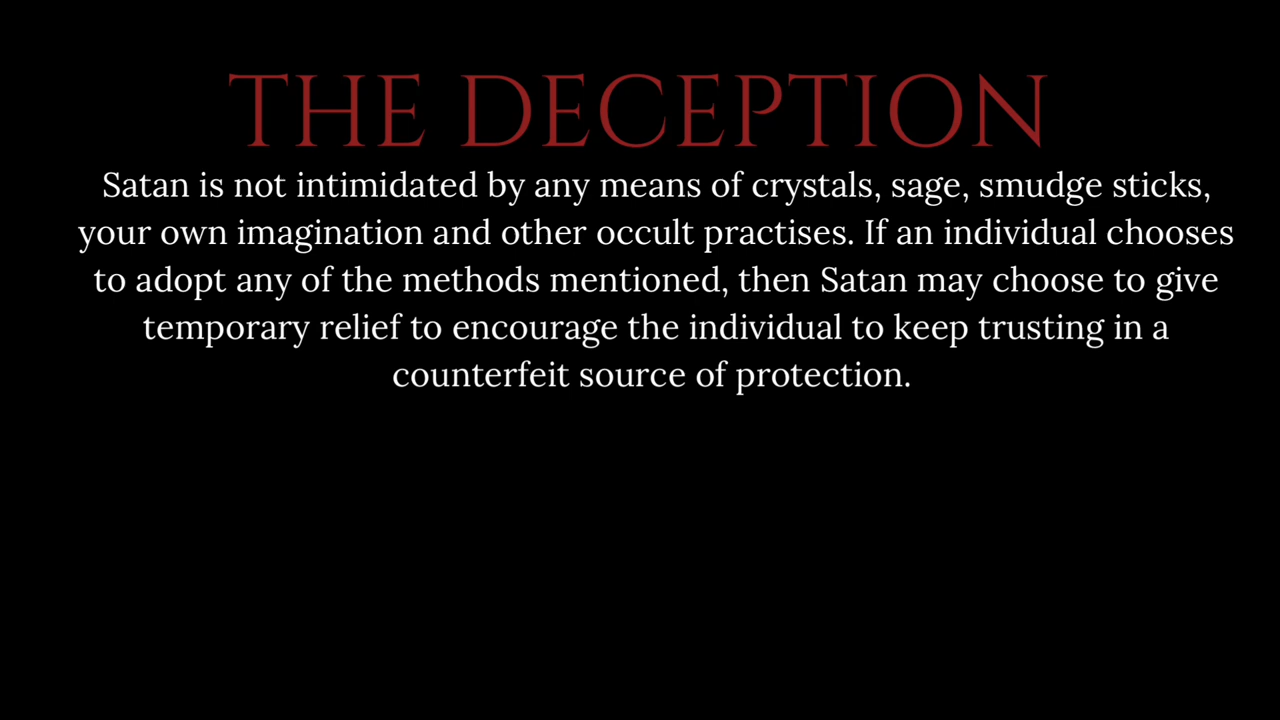 THE DECEPTION
Satan is not intimidated by any means of crystals, sage, smudge sticks,
your own imagination and other occult practises. If an individual chooses
to adopt any of the methods mentioned, then Satan may choose to give
temporary relief to encourage the individual to keep trusting in a
counterfeit source of protection.